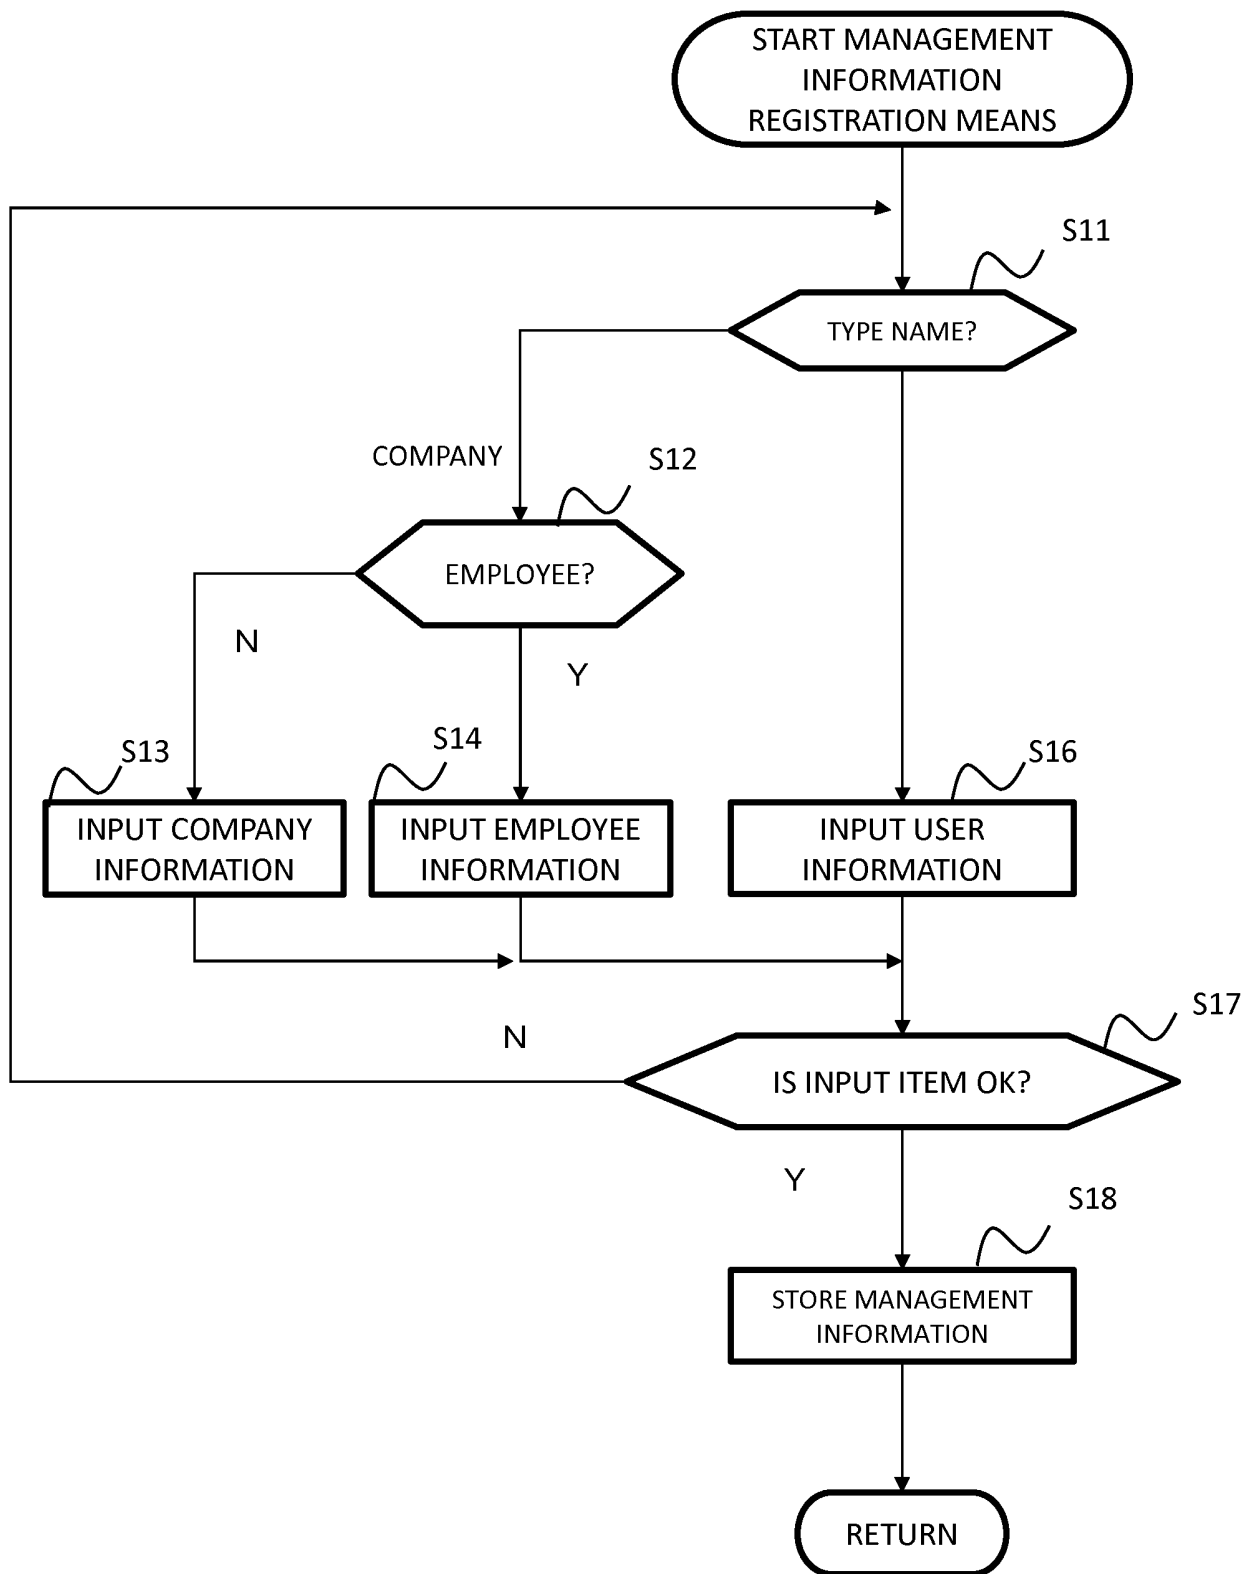 START MANAGEMENT
INFORMATION
REGISTRATION MEANS
S11
TYPE NAME?
COMPANY
S12
EMPLOYEE?
N
Y
S13
S14
S16
INPUT COMPANY
INFORMATION
INPUT EMPLOYEE
INFORMATION
INPUT USER
INFORMATION
S17
N
IS INPUT ITEM OK?
Y
S18
STORE MANAGEMENT
INFORMATION
RETURN